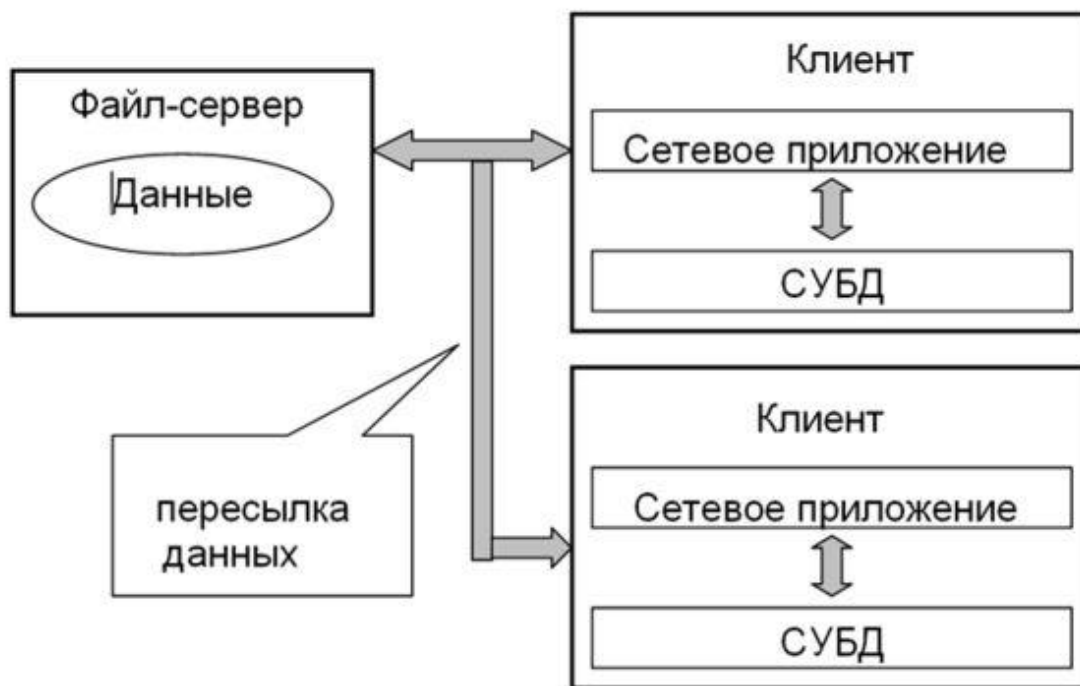 Файл-сервер
Данные
Клиент
Сетевое приложение
СУБД
пересылка
данных
Клиент
Сетевое приложение
СУБД